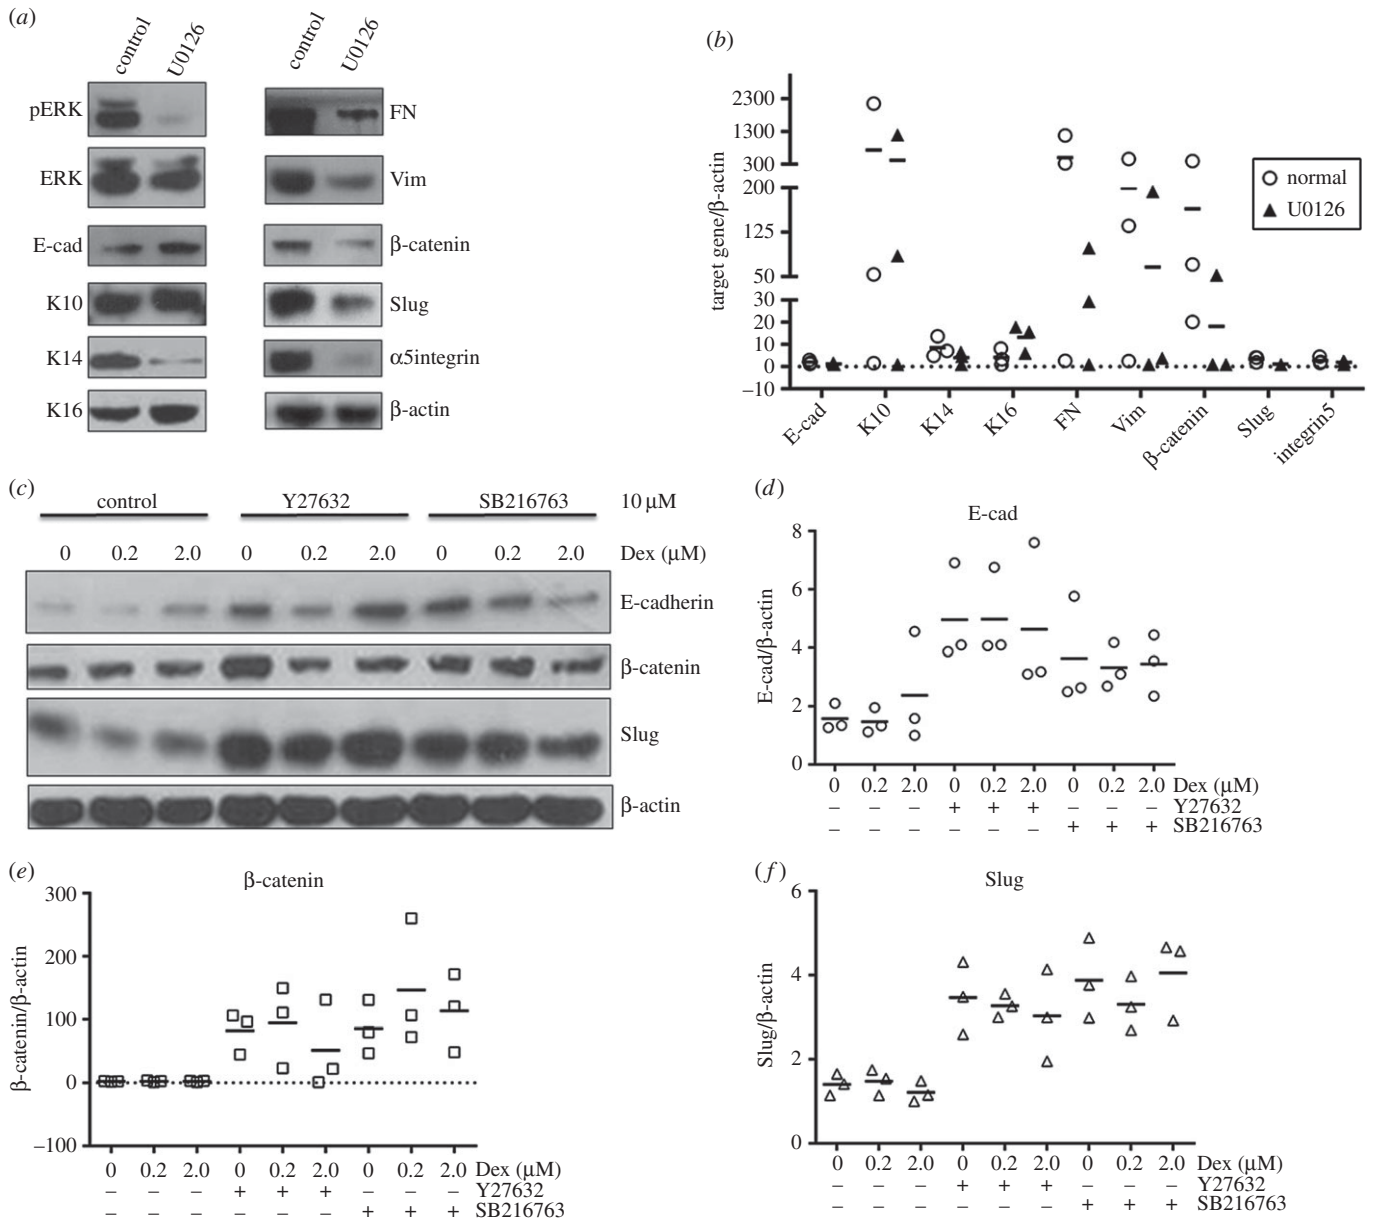 (a)
control U0126 control U0126
pERK FN
ERK Vim
E-cad β-catenin
K10 Slug
K14 α5integrin
K16 β-actin
(b)
target gene/β-actin
2300
1300
300
200
125
50
30
20
10
0
–10
normal
U0126
E-cad K10 K14 K16 FN Vim β-catenin Slug integrin5
(c)
control Y27632 SB216763 10 μM
0 0.2 2.0 0 0.2 2.0 0 0.2 2.0 Dex (μM)
E-cadherin
β-catenin
Slug
β-actin
(d)
E-cad
E-cad/β-actin
8
6
4
2
0
0 0.2 2.0 0 0.2 2.0 0 0.2 2.0 Dex (μM)
– – – + + + – – – Y27632
– – – – – – + + + SB216763
(e)
β-catenin
β-catenin/β-actin
300
200
100
0
–100
0 0.2 2.0 0 0.2 2.0 0 0.2 2.0 Dex (μM)
– – – + + + – – – Y27632
– – – – – – + + + SB216763
(f)
Slug
Slug/β-actin
6
4
2
0
0 0.2 2.0 0 0.2 2.0 0 0.2 2.0 Dex (μM)
– – – + + + – – – Y27632
– – – – – – + + + SB216763